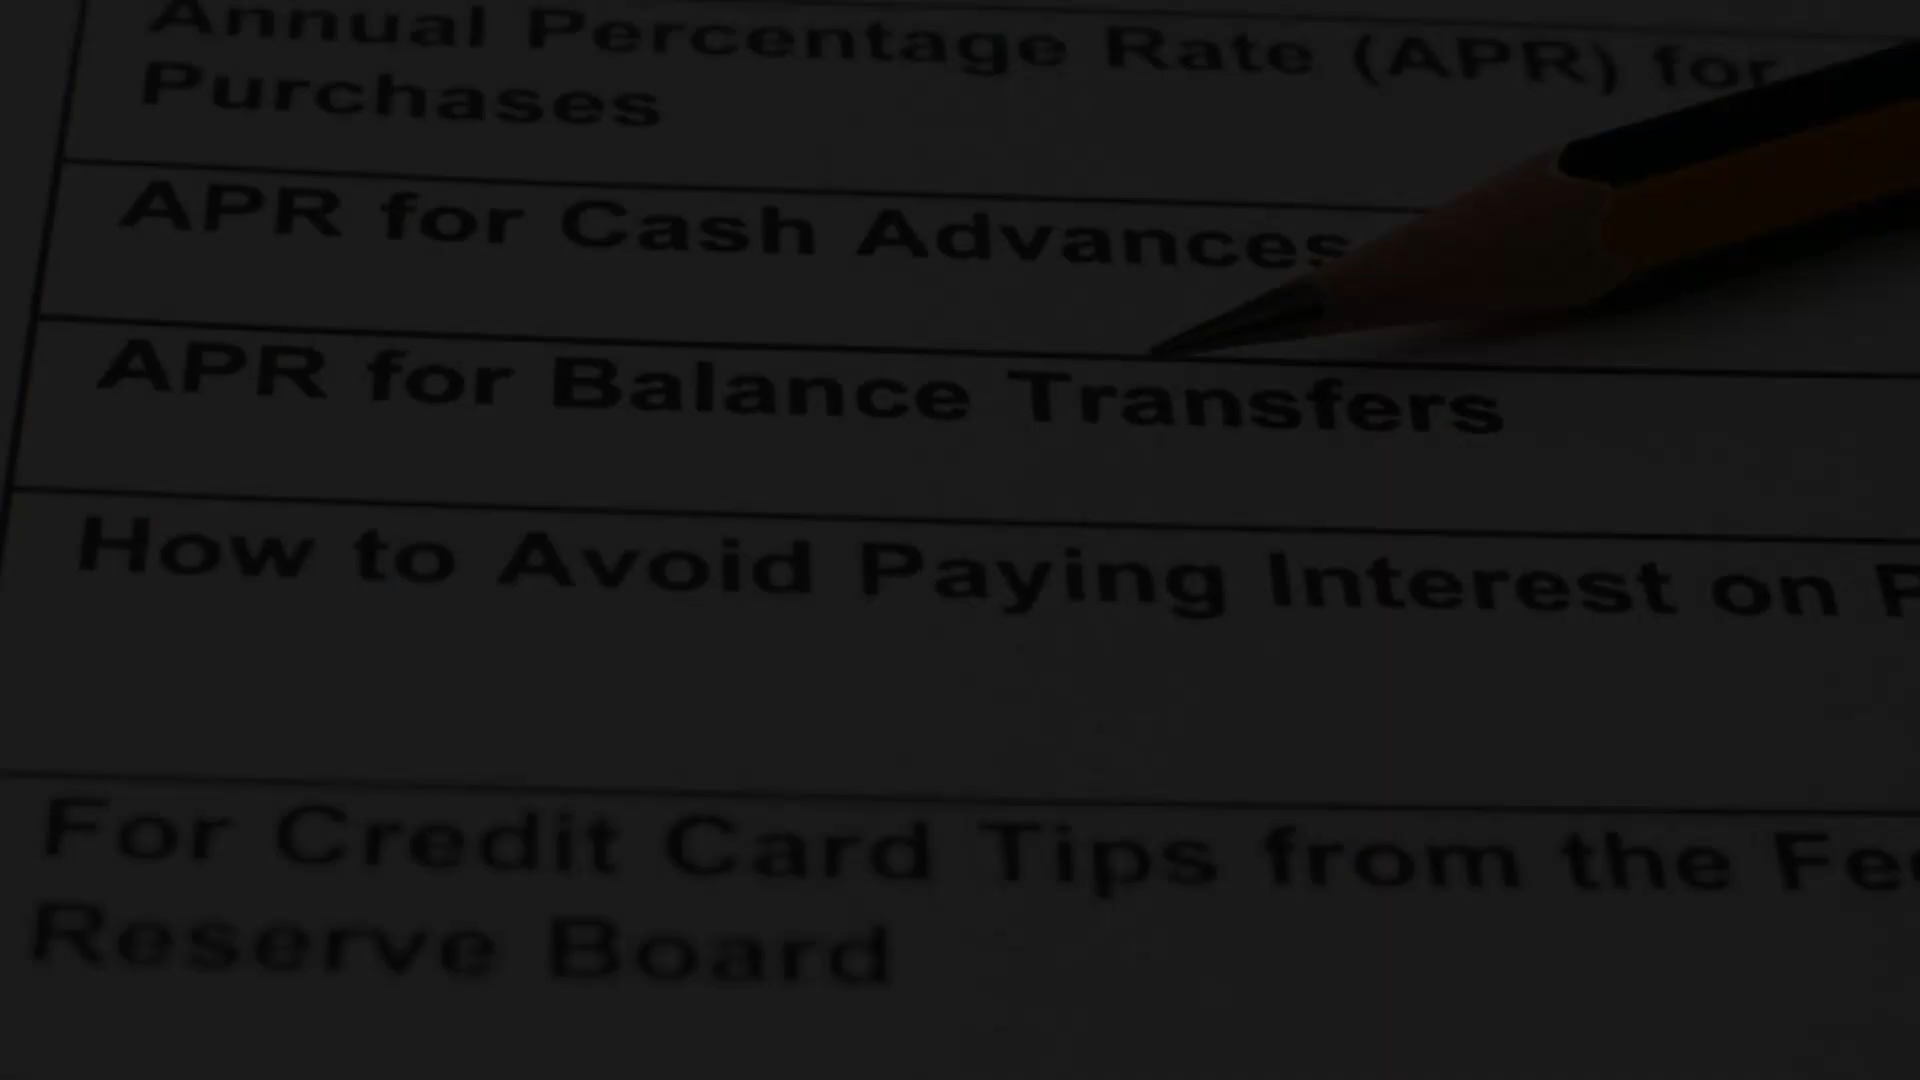 Annual Percentage Rate (APR) for
Purchases
APR for Cash Advances
APR for Balance Transfers
How to Avoid Paying Interest on
For Credit Card Tips from the
Reserve Board